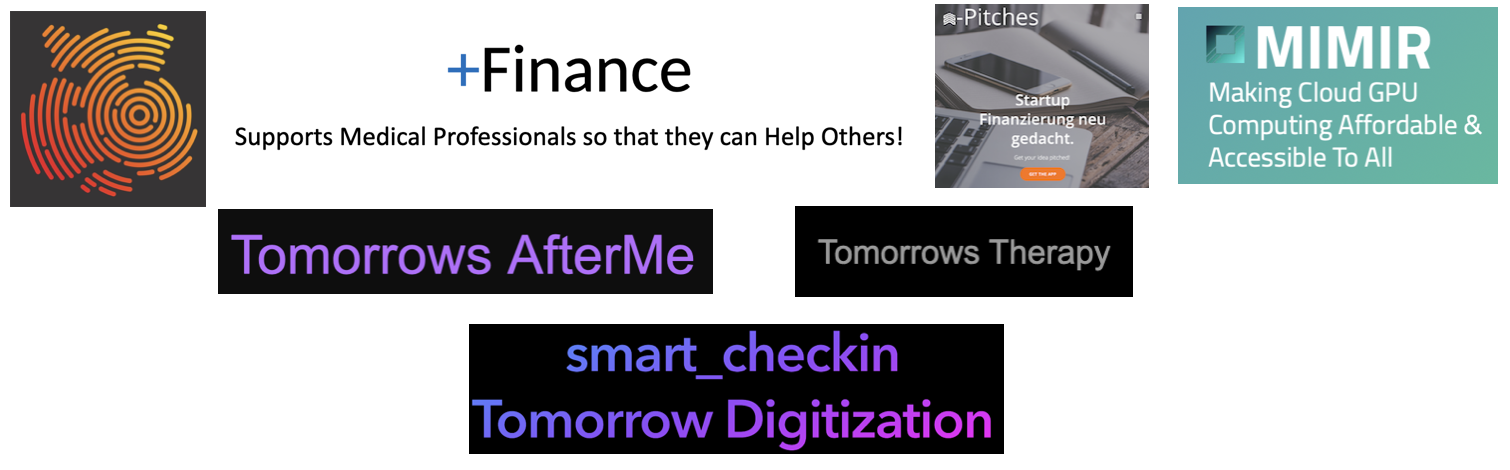 +Finance
Supports Medical Professionals so that they can Help Others!
-Pitches
Startup
Finanzierung neu
gedacht.
Get your idea pitched!
GET THE APP
MIMIR
Making Cloud GPU
Computing Affordable &
Accessible To All
Tomorrows AfterMe
Tomorrows Therapy
smart_checkin
Tomorrow Digitization